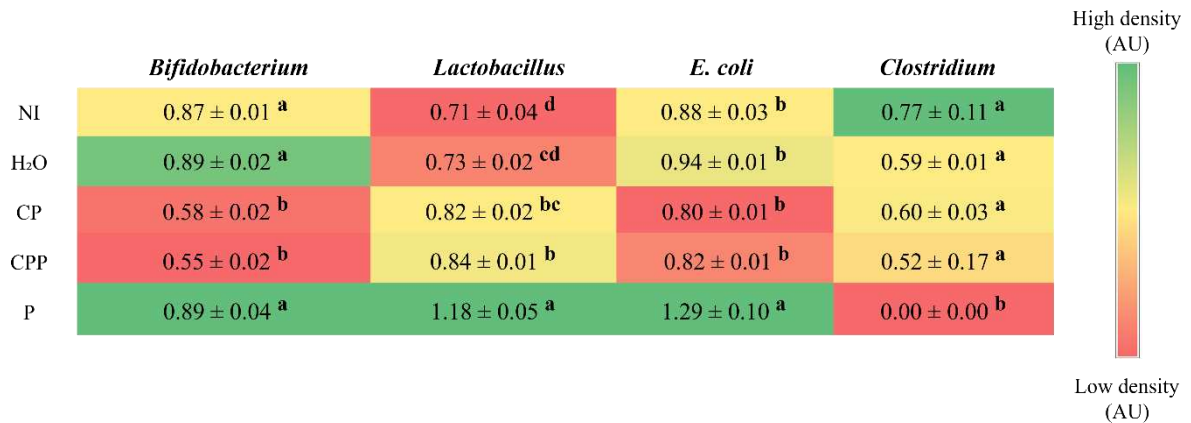 High density
(AU)
Bifidobacterium Lactobacillus E. coli Clostridium
NI 0.87 ± 0.01 a 0.71 ± 0.04 d 0.88 ± 0.03 b 0.77 ± 0.11 a
H₂O 0.89 ± 0.02 a 0.73 ± 0.02 cd 0.94 ± 0.01 b 0.59 ± 0.01 a
CP 0.58 ± 0.02 b 0.82 ± 0.02 bc 0.80 ± 0.01 b 0.60 ± 0.03 a
CPP 0.55 ± 0.02 b 0.84 ± 0.01 b 0.82 ± 0.01 b 0.52 ± 0.17 a
P 0.89 ± 0.04 a 1.18 ± 0.05 a 1.29 ± 0.10 a 0.00 ± 0.00 b
Low density
(AU)